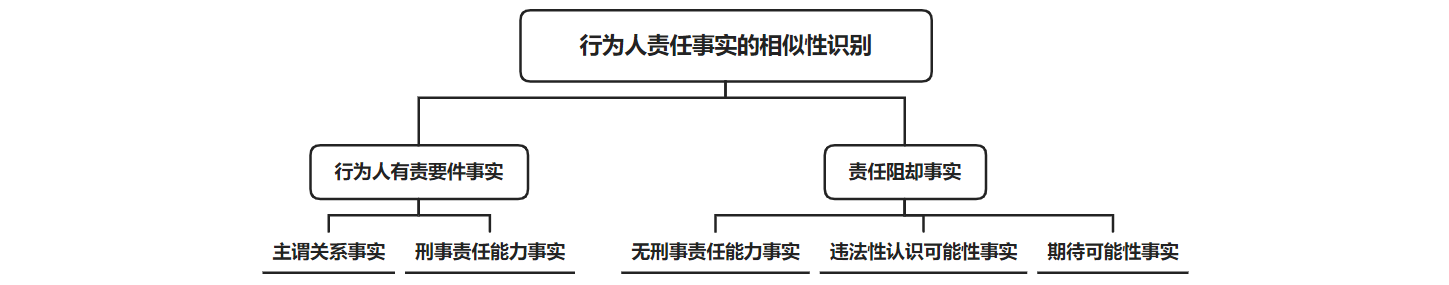 行为人责任事实的相似性识别
行为人有责要件事实
责任阻却事实
主谓关系事实
刑事责任能力事实
无刑事责任能力事实
违法性认识可能性事实
期待可能性事实